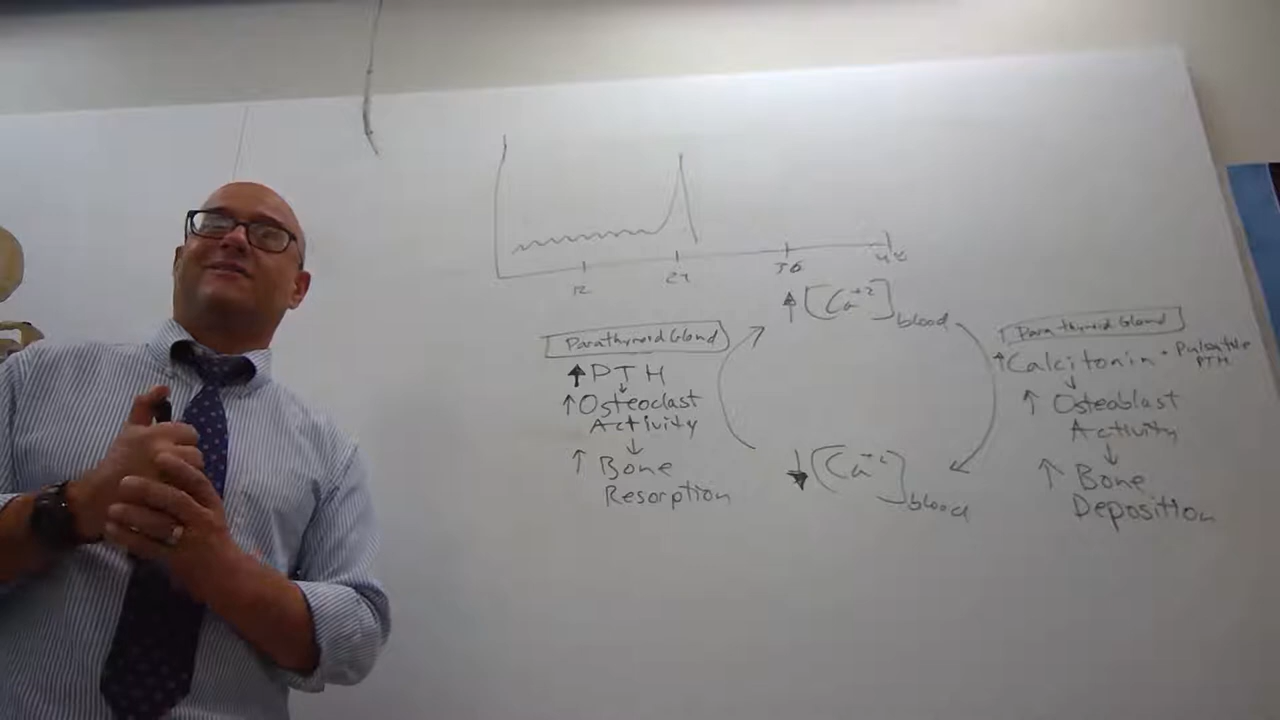 12 24 36 48
↑ [Ca+2]blood
Parathyroid Gland
↑ PTH
↓
↑ Osteoclast
Activity
↓
↑ Bone
Resorption
↓ [Ca+2]blood
Parathyroid Gland
↑ Calcitonin + Pulsatile
PTH
↓
↑ Osteoblast
Activity
↓
↑ Bone
Deposition